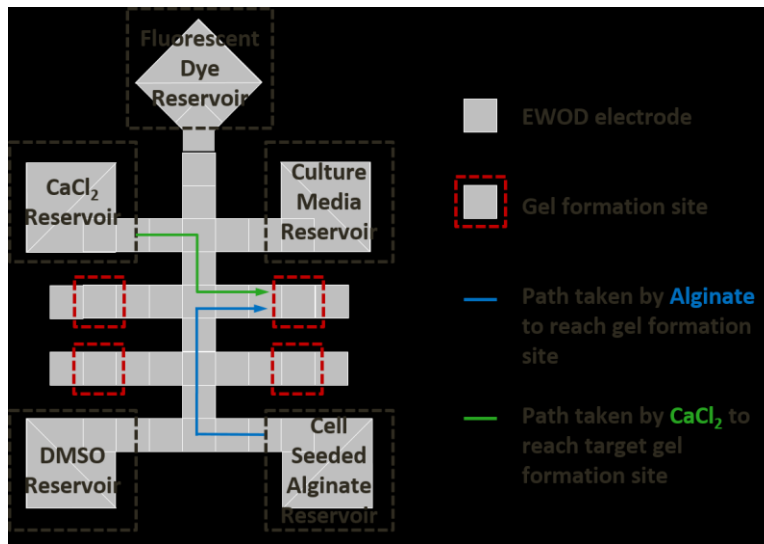 Fluorescent
Dye
Reservoir
CaCl₂
Reservoir
Culture
Media
Reservoir
DMSO
Reservoir
Cell
Seeded
Alginate
Reservoir
EWOD electrode
Gel formation site
Path taken by Alginate
to reach gel formation
site
Path taken by CaCl₂ to
reach target gel
formation site